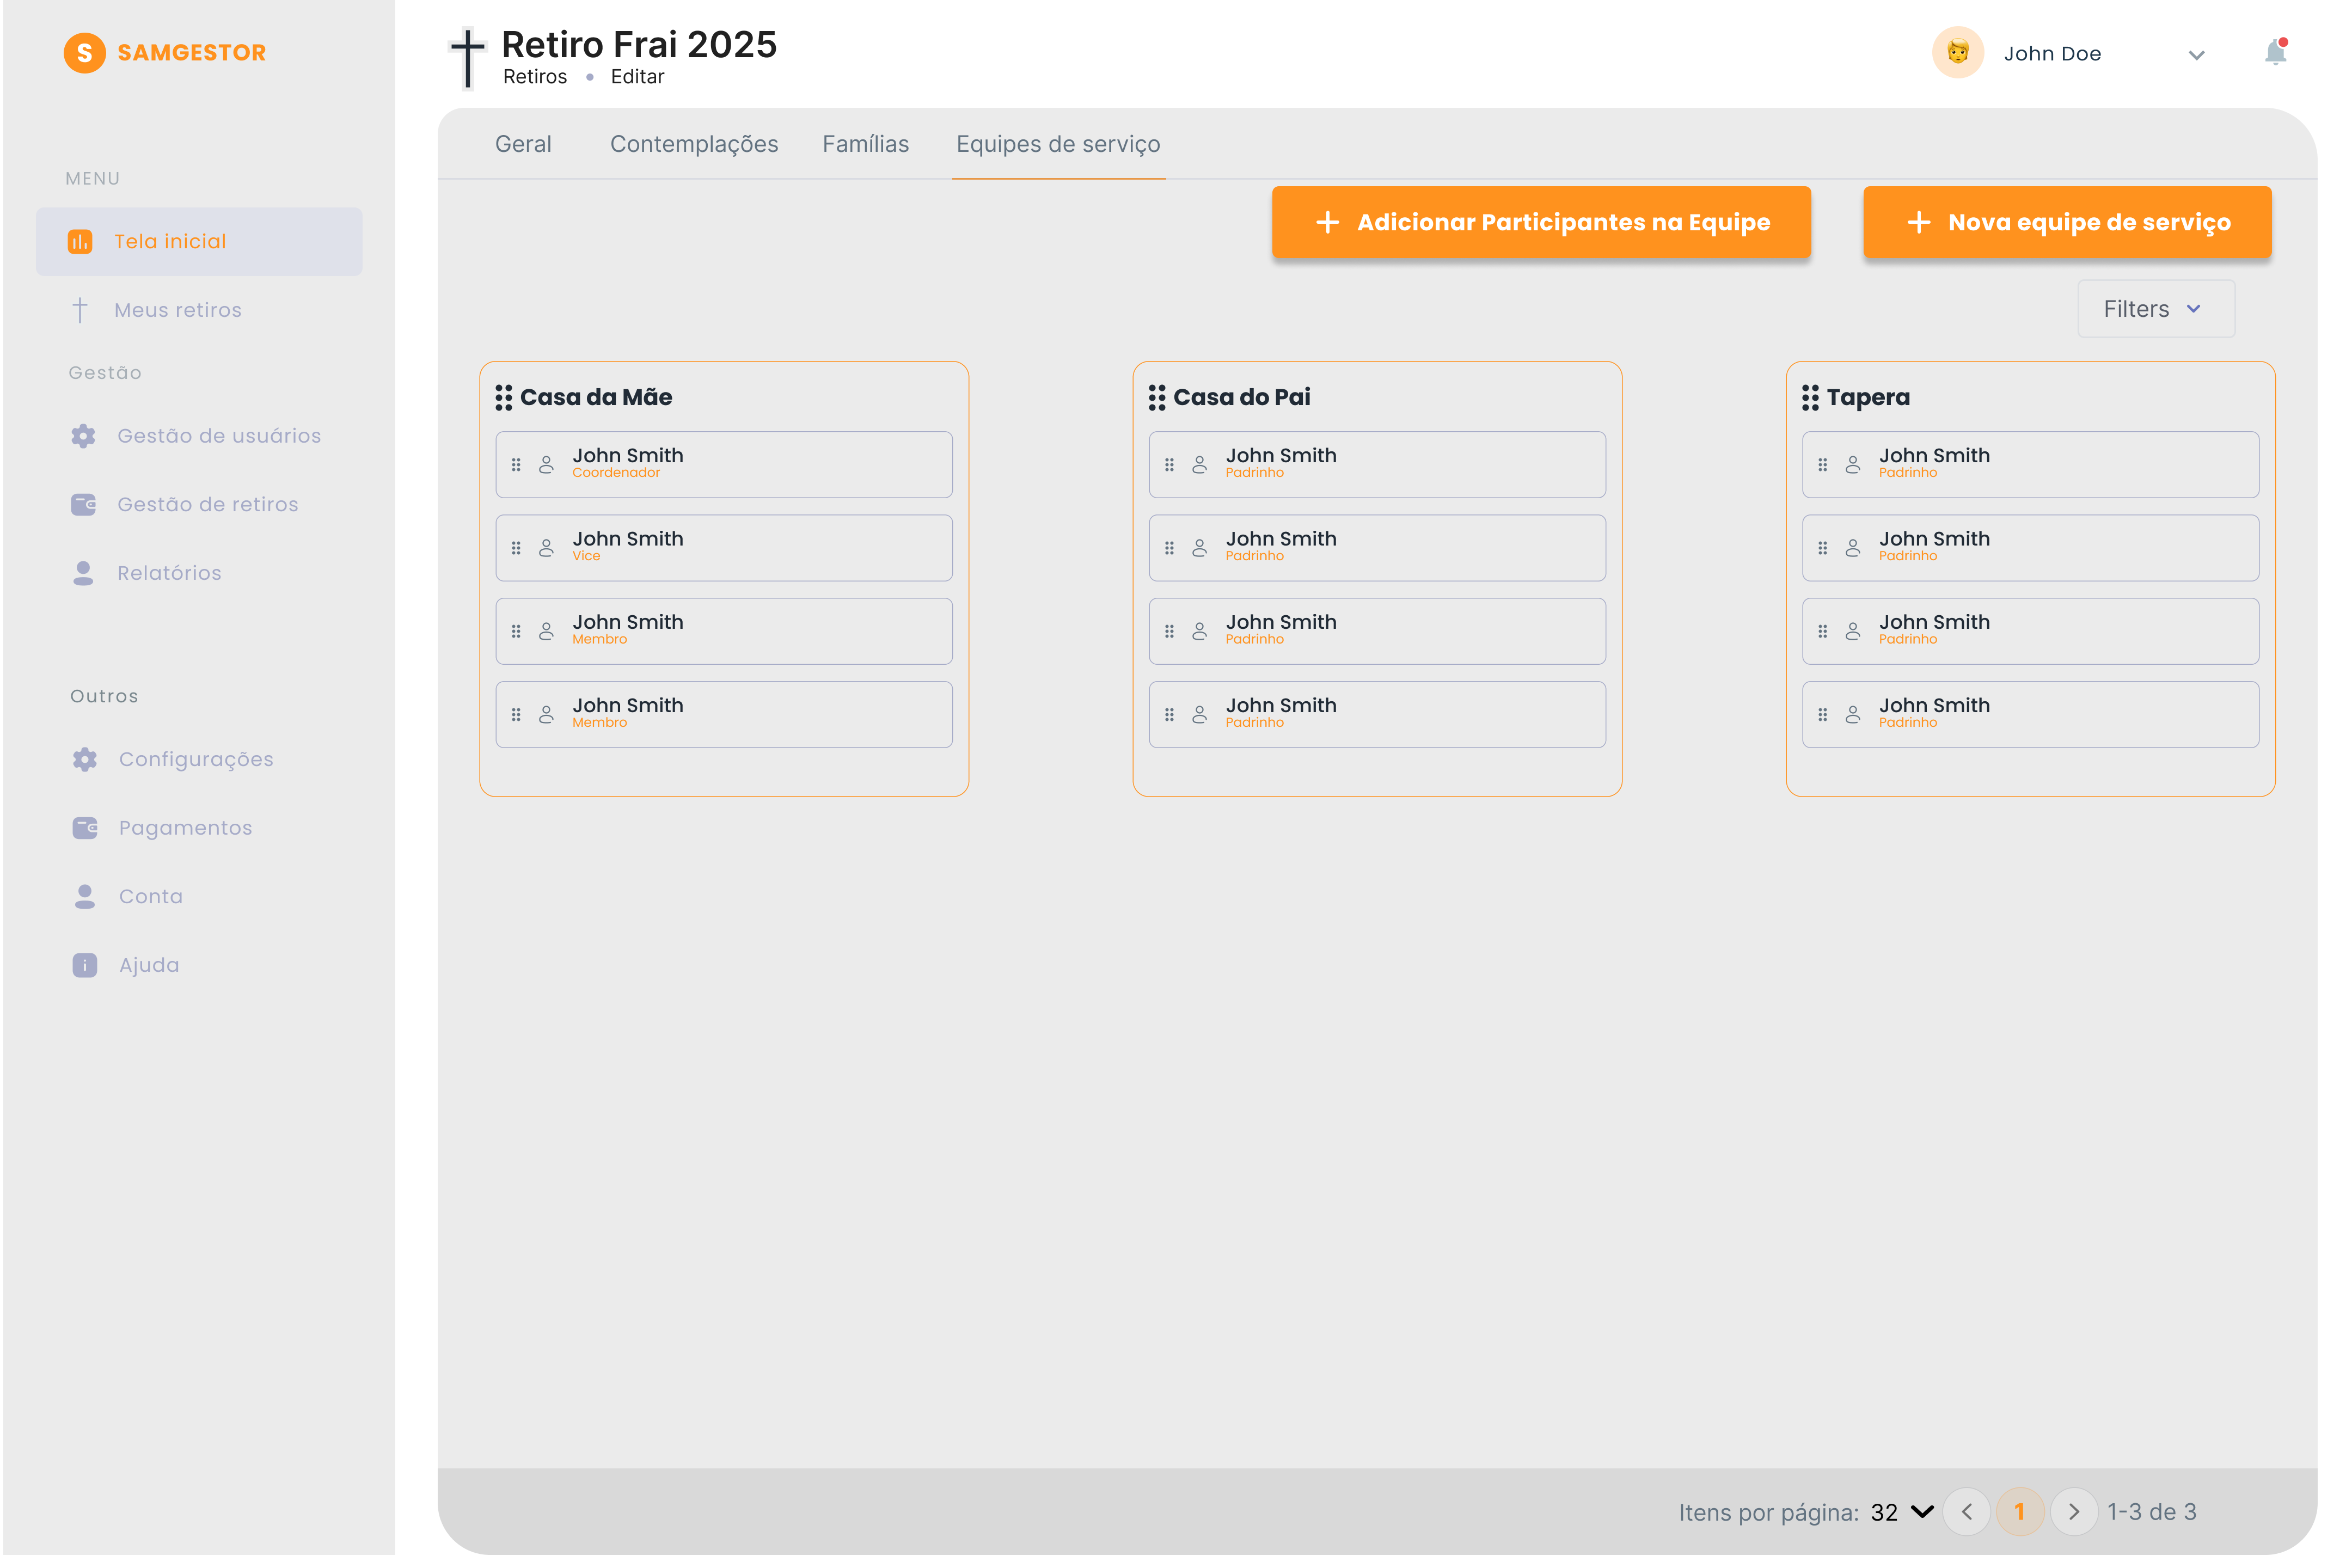 S SAMGESTOR
MENU
Tela inicial
Meus retiros
Gestão
Gestão de usuários
Gestão de retiros
Relatórios
Outros
Configurações
Pagamentos
Conta
Ajuda
Retiro Frai 2025
Retiros • Editar
John Doe
Geral Contemplações Famílias Equipes de serviço
+ Adicionar Participantes na Equipe
+ Nova equipe de serviço
Filters
Casa da Mãe
John Smith
Coordenador
John Smith
Vice
John Smith
Membro
John Smith
Membro
Casa do Pai
John Smith
Padrinho
John Smith
Padrinho
John Smith
Padrinho
John Smith
Padrinho
Tapera
John Smith
Padrinho
John Smith
Padrinho
John Smith
Padrinho
John Smith
Padrinho
Itens por página: 32 1 1-3 de 3